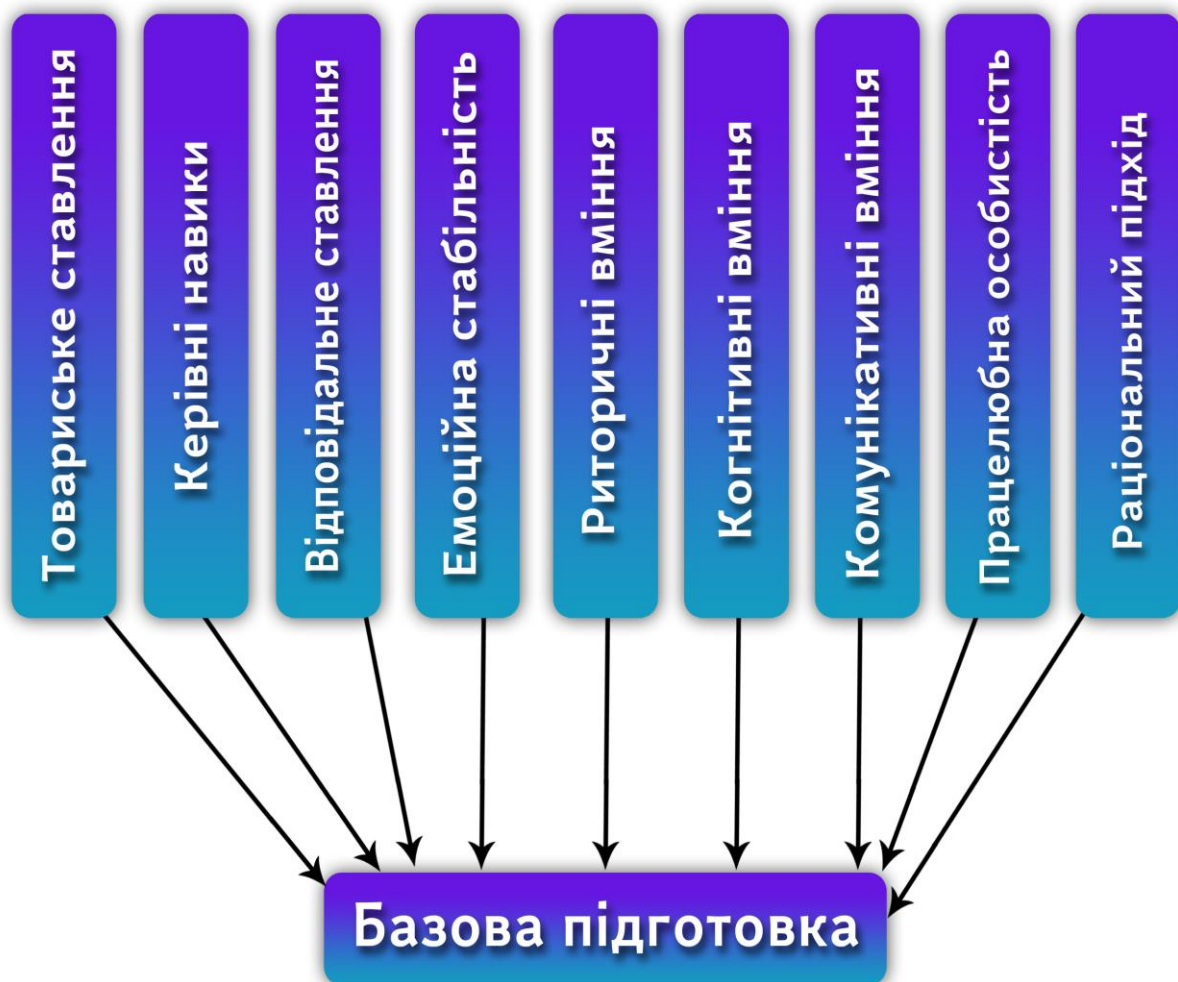 Товариське ставлення
Керівні навики
Відповідальне ставлення
Емоційна стабільність
Риторичні вміння
Когнітивні вміння
Комунікативні вміння
Працелюбна особистість
Раціональний підхід
Базова підготовка